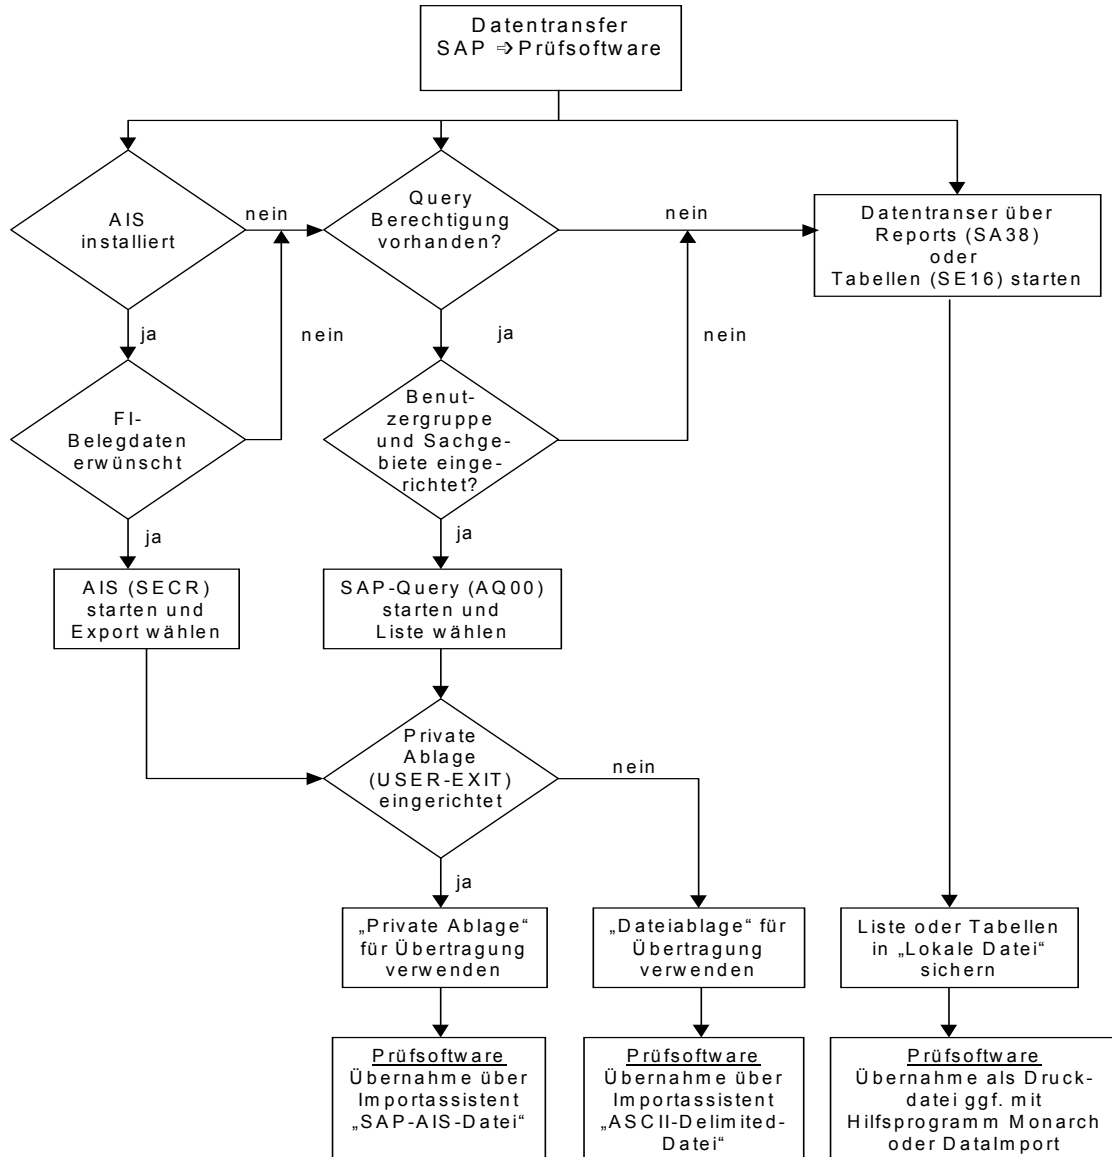 Datentransfer
SAP ➩Prüfsoftware
AIS
installiert
nein
Query
Berechtigung
vorhanden?
nein
Datentranser über
Reports (SA38)
oder
Tabellen (SE16) starten
ja
nein
ja
nein
FI-
Belegdaten
erwünscht
Benut-
zergruppe
und Sachge-
biete einge-
richtet?
ja
ja
AIS (SECR)
starten und
Export wählen
SAP-Query (AQ00)
starten und
Liste wählen
Private
Ablage
(USER-EXIT)
eingerichtet
nein
ja
„Private Ablage“
für Übertragung
verwenden
„Dateiablage“ für
Übertragung
verwenden
Liste oder Tabellen
in „Lokale Datei“
sichern
Prüfsoftware
Übernahme über
Importassistent
„SAP-AIS-Datei“
Prüfsoftware
Übernahme über
Importassistent
„ASCII-Delimited-
Datei“
Prüfsoftware
Übernahme als Druck-
datei ggf. mit
Hilfsprogramm Monarch
oder DataImport